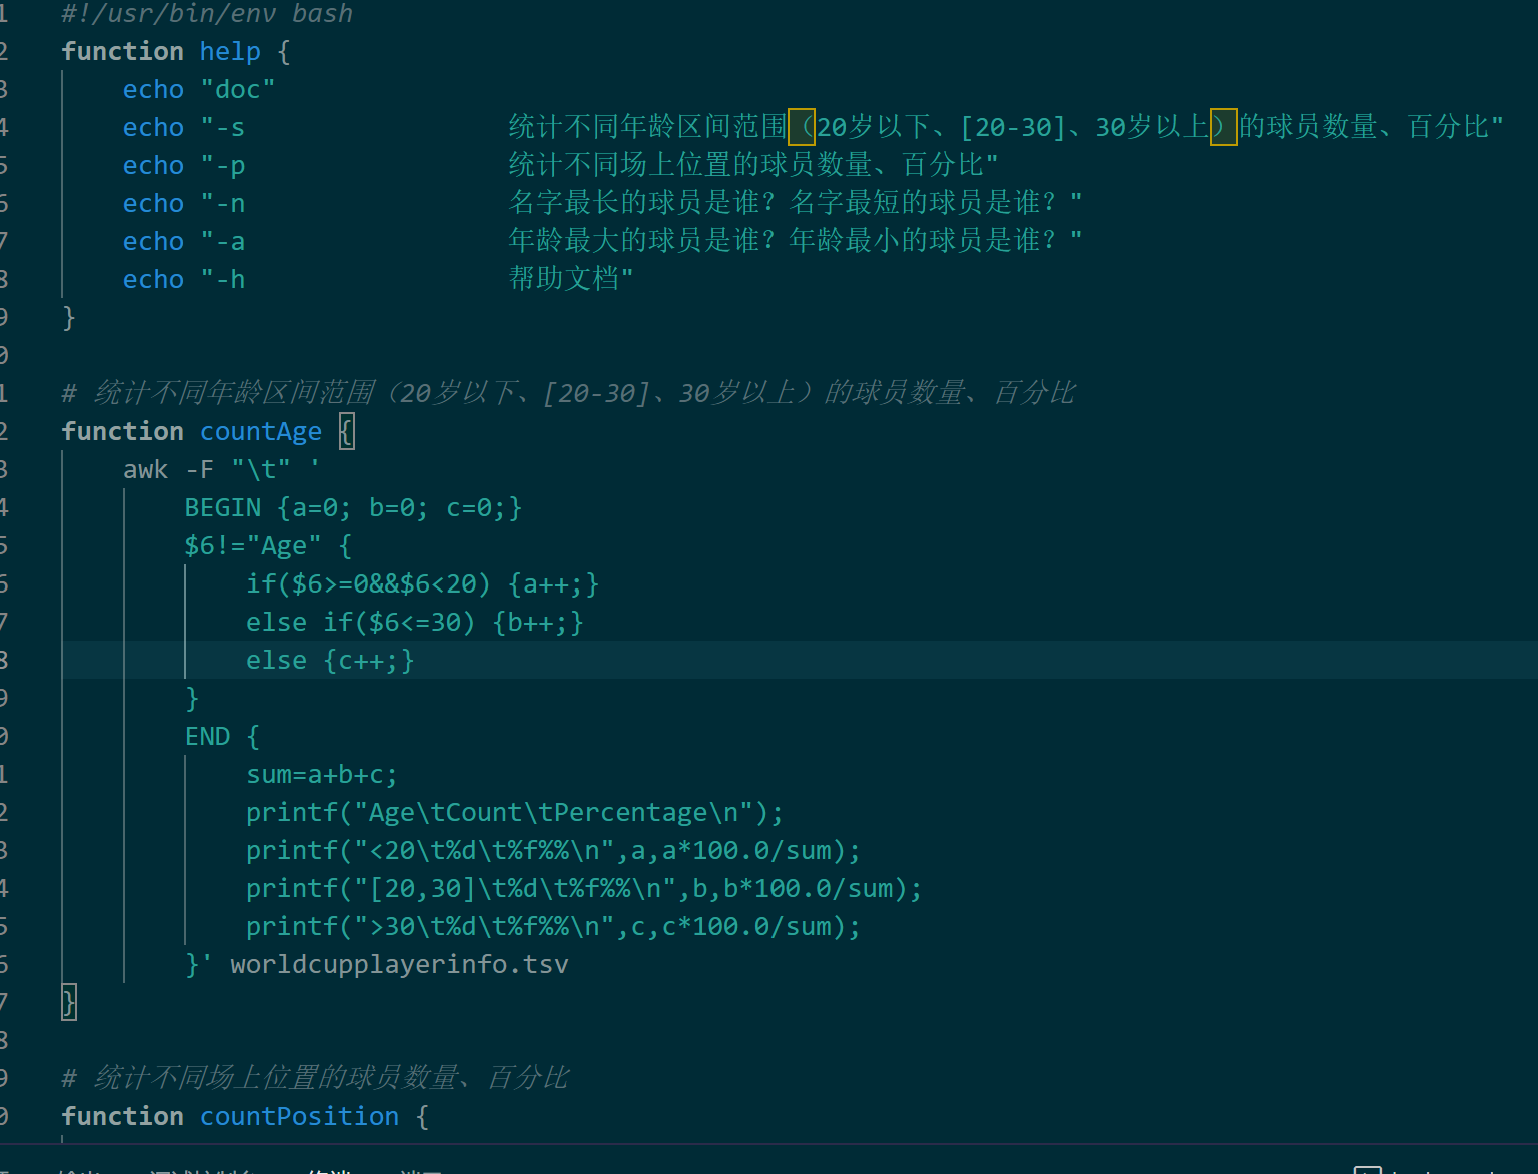 1 #!/usr/bin/env bash
2 function help {
3     echo "doc"
4     echo "-s                 统计不同年龄区间范围（20岁以下、[20-30]、30岁以上）的球员数量、百分比"
5     echo "-p                 统计不同场上位置的球员数量、百分比"
6     echo "-n                 名字最长的球员是谁？名字最短的球员是谁？"
7     echo "-a                 年龄最大的球员是谁？年龄最小的球员是谁？"
8     echo "-h                 帮助文档"
9 }
0
1 # 统计不同年龄区间范围（20岁以下、[20-30]、30岁以上）的球员数量、百分比
2 function countAge {
3     awk -F "\t" '
4         BEGIN {a=0; b=0; c=0;}
5         $6!="Age" {
6             if($6>=0&&$6<20) {a++;}
7             else if($6<=30) {b++;}
8             else {c++;}
9         }
0         END {
1             sum=a+b+c;
2             printf("Age\tCount\tPercentage\n");
3             printf("<20\t%d\t%f%%\n",a,a*100.0/sum);
4             printf("[20,30]\t%d\t%f%%\n",b,b*100.0/sum);
5             printf(">30\t%d\t%f%%\n",c,c*100.0/sum);
6         }' worldcupplayerinfo.tsv
7 }
8
9 # 统计不同场上位置的球员数量、百分比
0 function countPosition {